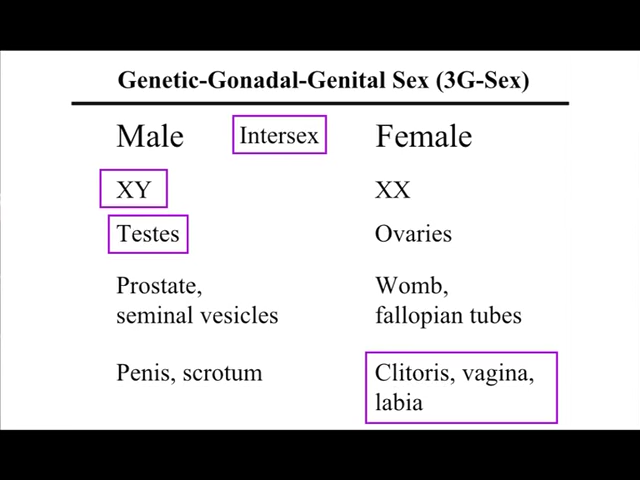 Genetic-Gonadal-Genital Sex (3G-Sex)
Male Intersex Female
XY XX
Testes Ovaries
Prostate, Womb,
seminal vesicles fallopian tubes
Penis, scrotum Clitoris, vagina,
labia